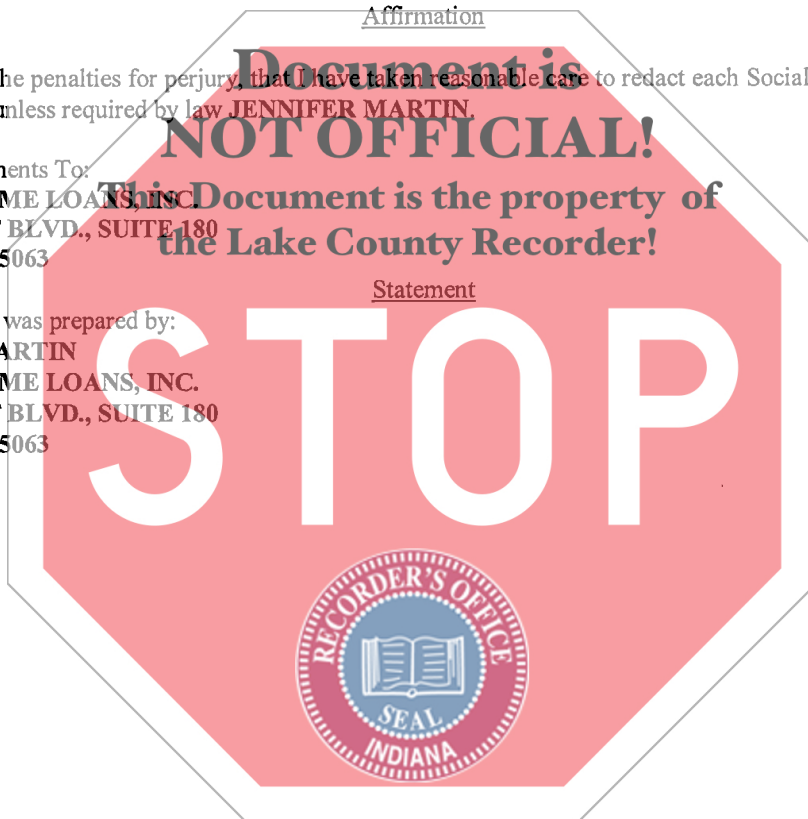 Affirmation
Document is
he penalties for perjury, that I have taken reasonable care to redact each Social
unless required by law JENNIFER MARTIN.
NOT OFFICIAL!
ents To:
ME LOANS, INC.
This Document is the property of
BLVD., SUITE 180
the Lake County Recorder!
5063
Statement
was prepared by:
ARTIN
ME LOANS, INC.
BLVD., SUITE 180
5063
STOP
RECORDER'S OFFICE
SEAL
INDIANA